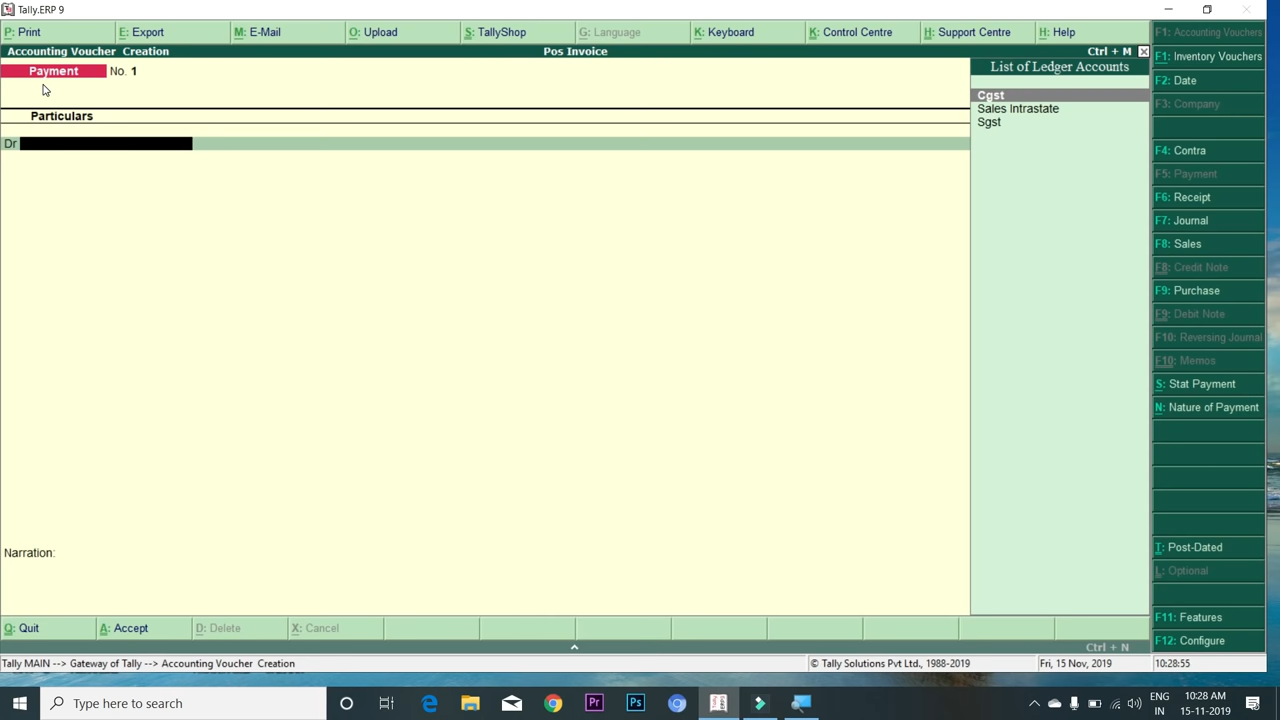 Tally.ERP 9
P: Print E: Export M: E-Mail O: Upload S: TallyShop G: Language K: Keyboard K: Control Centre H: Support Centre H: Help
Accounting Voucher Creation Pos Invoice Ctrl + M
Payment No. 1
Particulars
Dr
Narration:
List of Ledger Accounts
Cgst
Sales Intrastate
Sgst
F1: Accounting Vouchers
F1: Inventory Vouchers
F2: Date
F3: Company
F4: Contra
F5: Payment
F6: Receipt
F7: Journal
F8: Sales
F8: Credit Note
F9: Purchase
F9: Debit Note
F10: Reversing Journal
F10: Memos
S: Stat Payment
N: Nature of Payment
T: Post-Dated
L: Optional
F11: Features
F12: Configure
Q: Quit A: Accept D: Delete X: Cancel
Ctrl + N
Tally MAIN --> Gateway of Tally --> Accounting Voucher Creation © Tally Solutions Pvt Ltd., 1988-2019 Fri, 15 Nov, 2019 10:28:55
Type here to search
Pr
Ps
ENG
IN
10:28 AM
15-11-2019